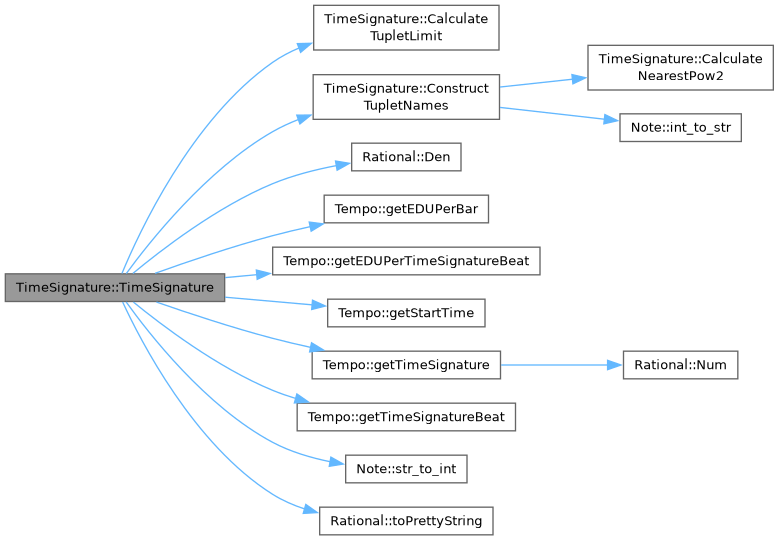 TimeSignature::TimeSignature
TimeSignature::Calculate
TupletLimit
TimeSignature::Construct
TupletNames
TimeSignature::Calculate
NearestPow2
Note::int_to_str
Rational::Den
Tempo::getEDUPerBar
Tempo::getEDUPerTimeSignatureBeat
Tempo::getStartTime
Tempo::getTimeSignature
Rational::Num
Tempo::getTimeSignatureBeat
Note::str_to_int
Rational::toPrettyString